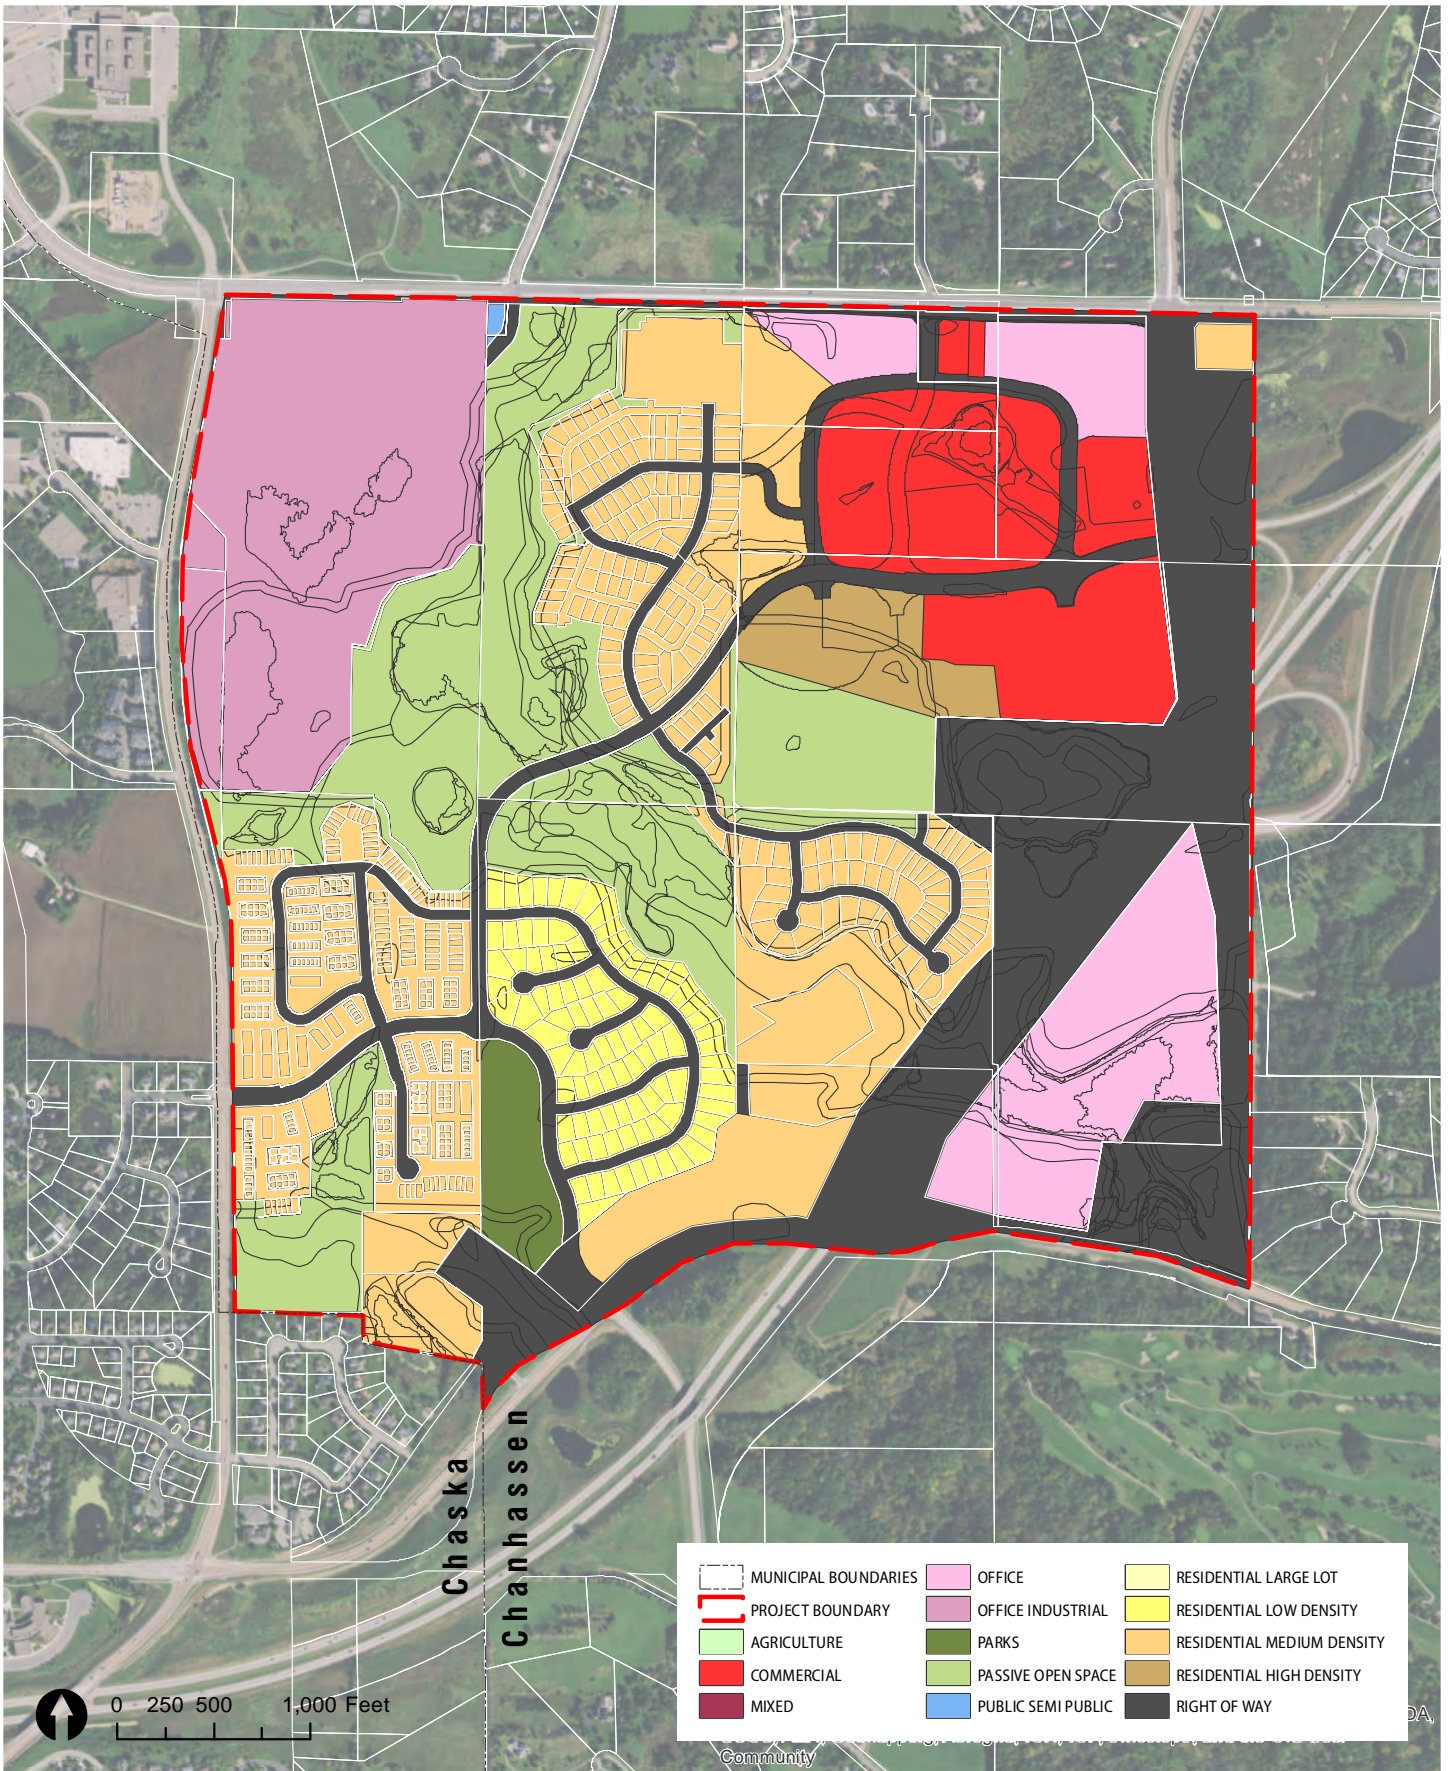 Chaska
Chanhassen
MUNICIPAL BOUNDARIES
PROJECT BOUNDARY
AGRICULTURE
COMMERCIAL
MIXED
OFFICE
OFFICE INDUSTRIAL
PARKS
PASSIVE OPEN SPACE
PUBLIC SEMI PUBLIC
RESIDENTIAL LARGE LOT
RESIDENTIAL LOW DENSITY
RESIDENTIAL MEDIUM DENSITY
RESIDENTIAL HIGH DENSITY
RIGHT OF WAY
0 250 500 1,000 Feet
Community